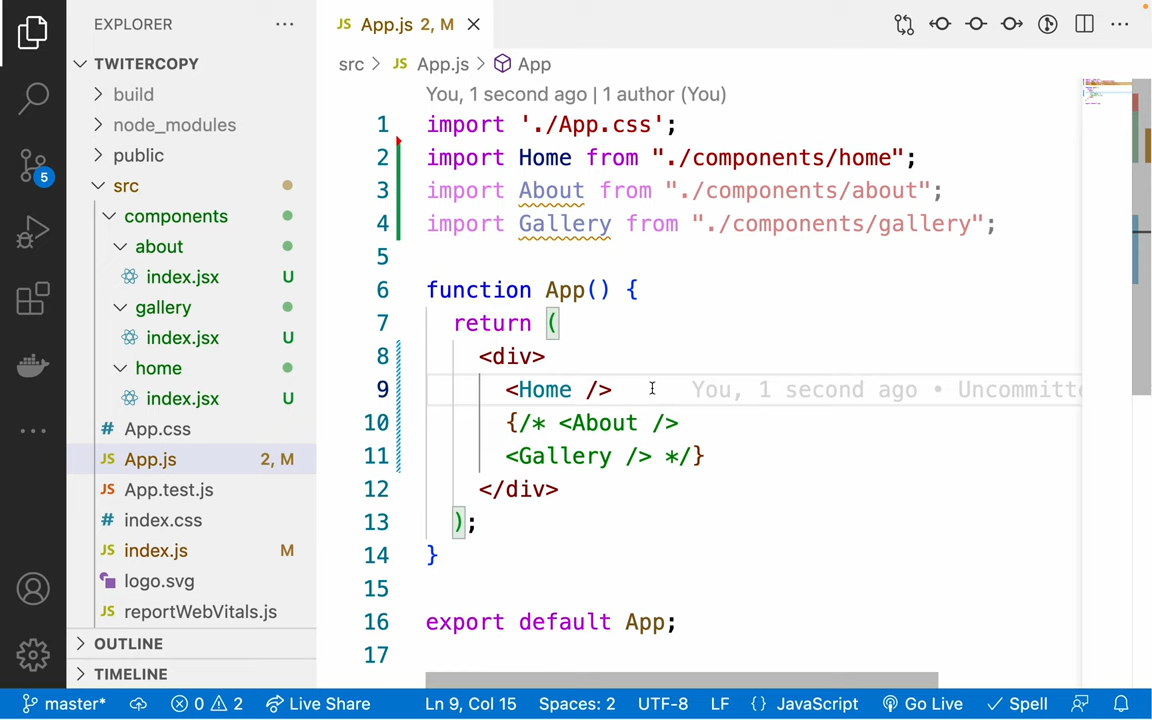 EXPLORER
TWITERCOPY
build
node_modules
public
src
components
about
index.jsx U
gallery
index.jsx U
home
index.jsx U
# App.css
JS App.js 2, M
JS App.test.js
# index.css
JS index.js M
logo.svg
JS reportWebVitals.js
OUTLINE
TIMELINE
5
JS App.js 2, M
src > JS App.js > App
You, 1 second ago | 1 author (You)
1 import './App.css';
2 import Home from "./components/home";
3 import About from "./components/about";
4 import Gallery from "./components/gallery";
5
6 function App() {
7 return (
8 <div>
9 <Home /> You, 1 second ago • Uncommitte
10 {/* <About />
11 <Gallery /> */}
12 </div>
13 );
14 }
15
16 export default App;
17
master* 0 2 Live Share Ln 9, Col 15 Spaces: 2 UTF-8 LF {} JavaScript Go Live Spell